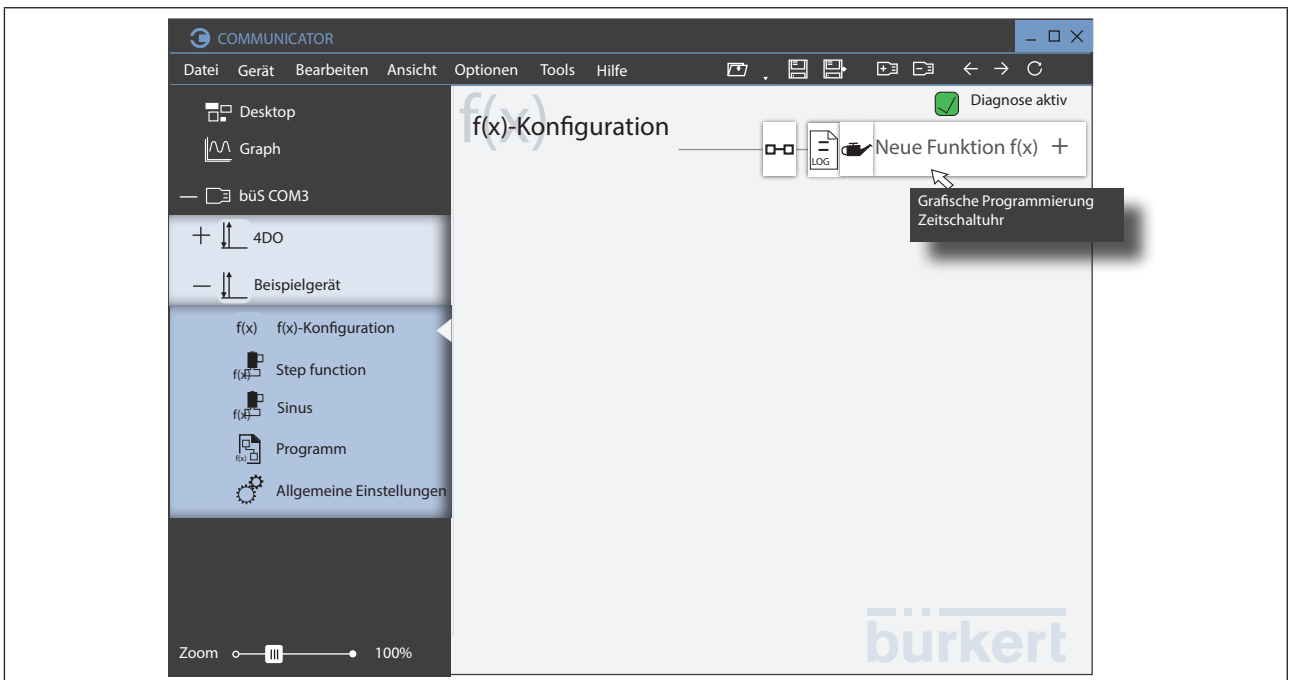 COMMUNICATOR
Datei Gerät Bearbeiten Ansicht Optionen Tools Hilfe
Desktop
Graph
büS COM3
4DO
Beispielgerät
f(x) f(x)-Konfiguration
f(x) Step function
f(x) Sinus
f(x) Programm
Allgemeine Einstellungen
Zoom 100%
f(x)
f(x)-Konfiguration
Diagnose aktiv
LOG
Neue Funktion f(x) +
Grafische Programmierung
Zeitschaltuhr
burkert